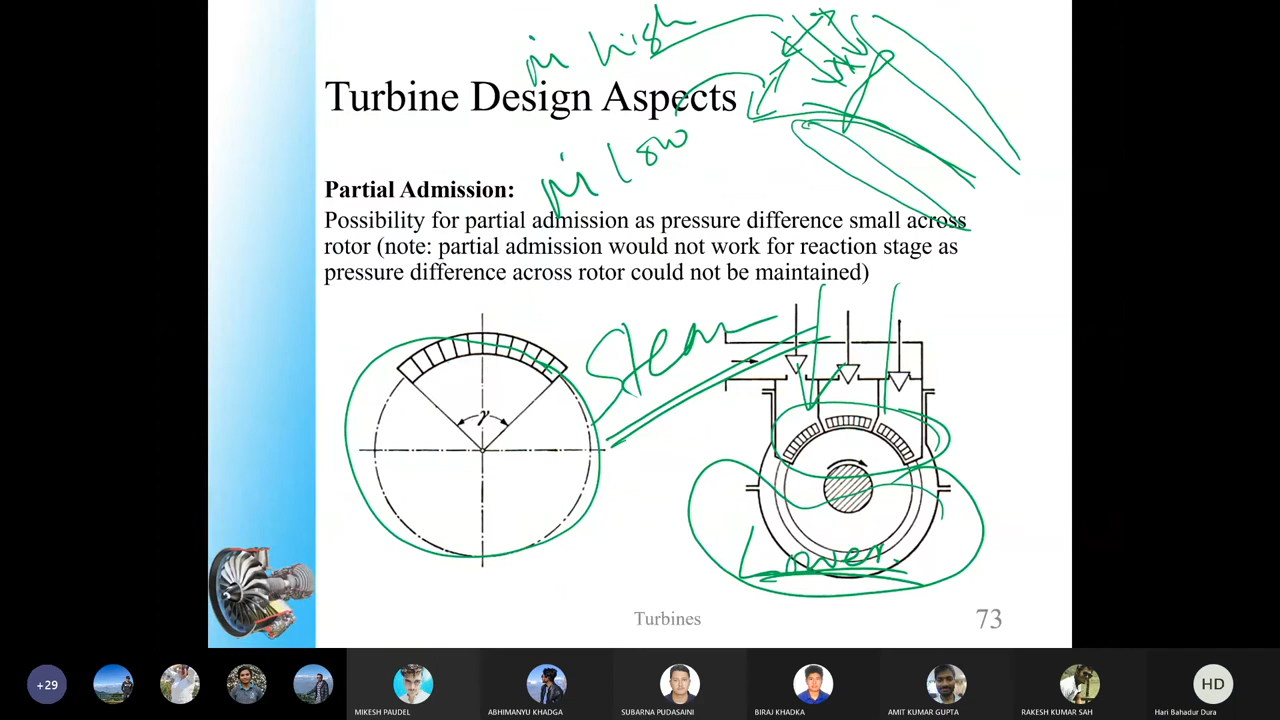 ṁ high
Turbine Design Aspects
ṁ low
Partial Admission:
Possibility for partial admission as pressure difference small across
rotor (note: partial admission would not work for reaction stage as
pressure difference across rotor could not be maintained)
Steam
γ
Lower
Turbines
73
+29
MIKESH PAUDEL
ABHIMANYU KHADGA
SUBARNA PUDASAINI
BIRAJ KHADKA
AMIT KUMAR GUPTA
RAKESH KUMAR SAH
HD
Hari Bahadur Dura